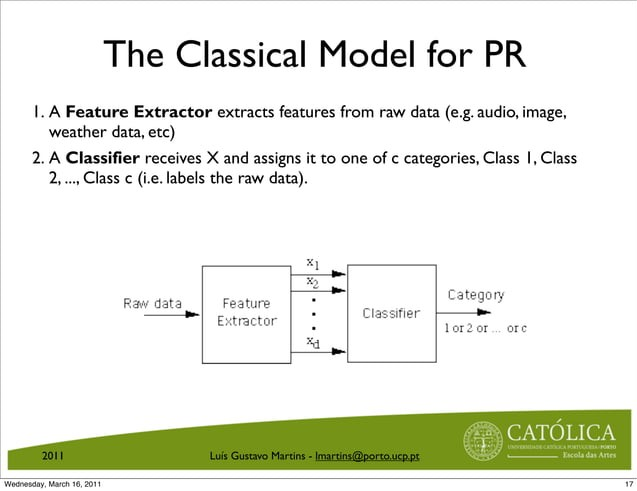 The Classical Model for PR
1. A Feature Extractor extracts features from raw data (e.g. audio, image,
weather data, etc)
2. A Classifier receives X and assigns it to one of c categories, Class 1, Class
2, ..., Class c (i.e. labels the raw data).
Raw data
Feature
Extractor
x1
x2
xd
Classifier
Category
1 or 2 or ... or c
CATÓLICA
UNIVERSIDADE CATÓLICA PORTUGUESA | PORTO
Escola das Artes
2011
Luís Gustavo Martins - lmartins@porto.ucp.pt
Wednesday, March 16, 2011
17